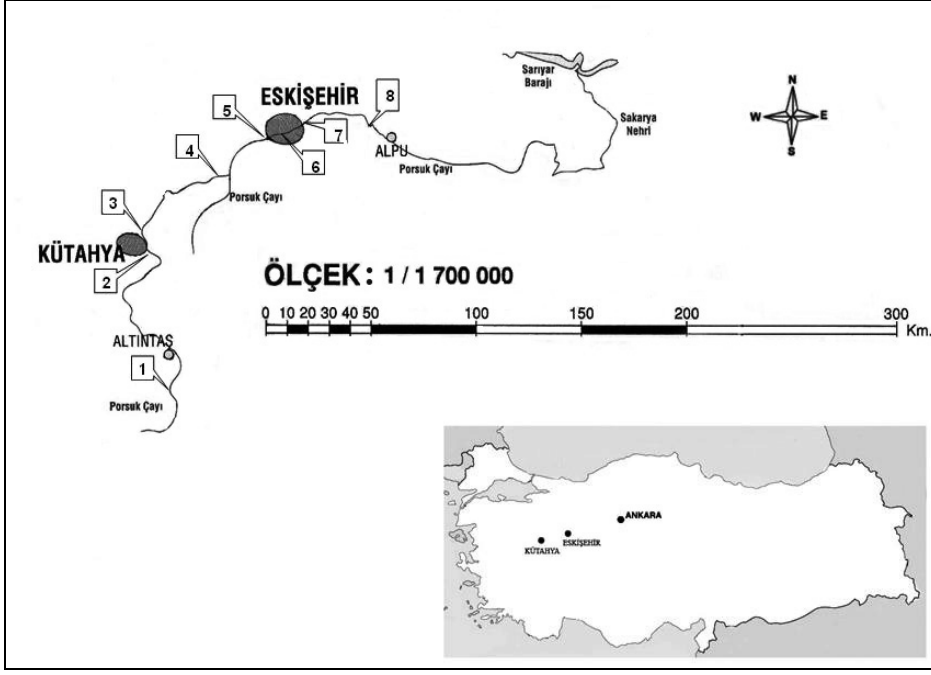 Sarıyar
Barajı
N
W E
S
ESKİŞEHİR
8
5
7
6
Sakarya
Nehri
ALPU
4
Porsuk Çayı
Porsuk Çayı
3
KÜTAHYA
2
ÖLÇEK: 1 / 1 700 000
0 10 20 30 40 50 100 150 200 300
Km.
ALTINTAŞ
1
Porsuk Çayı
ANKARA
ESKİŞEHİR
KÜTAHYA